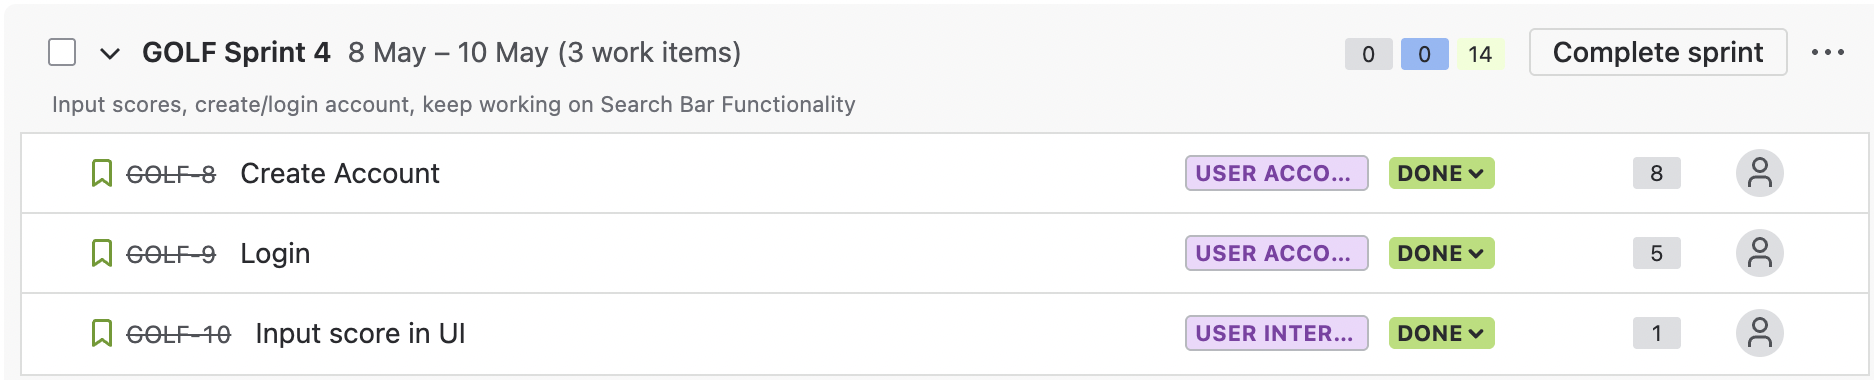 GOLF Sprint 4 8 May – 10 May (3 work items) 0 0 14 Complete sprint
Input scores, create/login account, keep working on Search Bar Functionality
GOLF-8 Create Account USER ACCO... DONE 8
GOLF-9 Login USER ACCO... DONE 5
GOLF-10 Input score in UI USER INTER... DONE 1